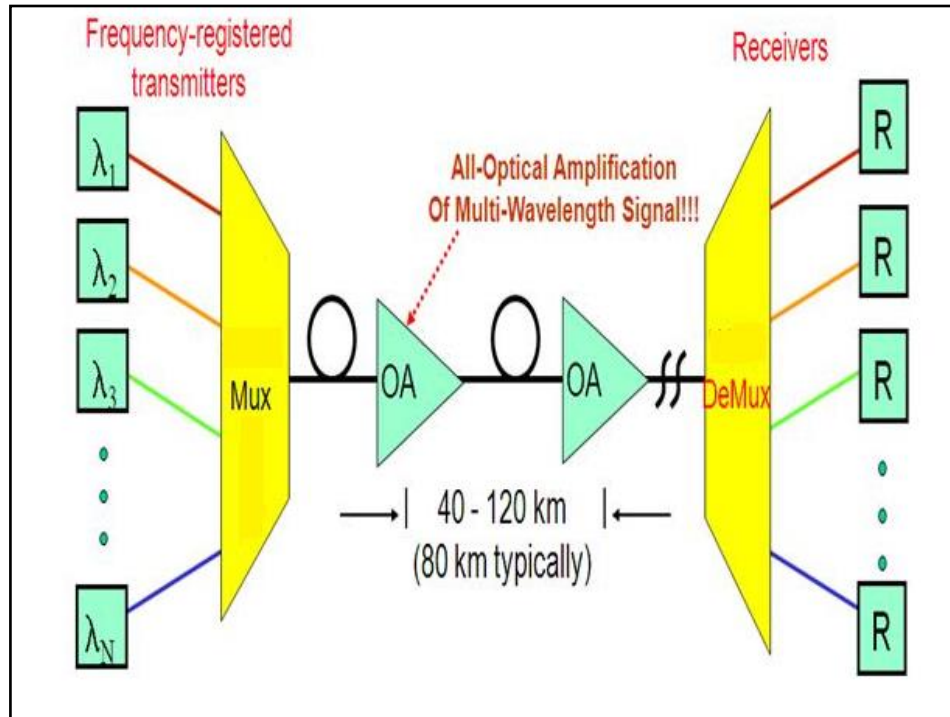 Frequency-registered
transmitters
Receivers
λ1
λ2
λ3
λN
Mux
All-Optical Amplification
Of Multi-Wavelength Signal!!!
OA
OA
40 - 120 km
(80 km typically)
DeMux
R
R
R
R